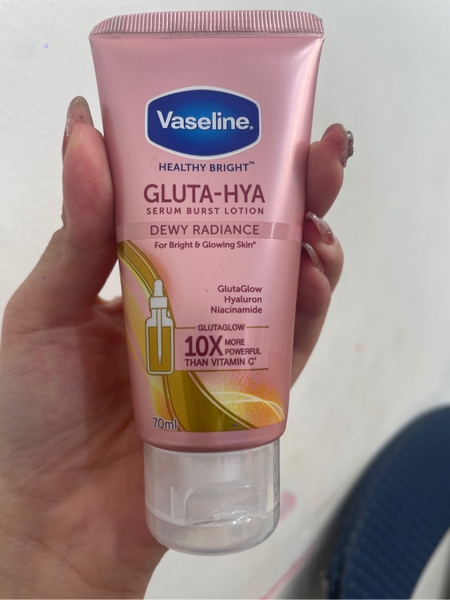 Vaseline®
HEALTHY BRIGHT™
GLUTA-HYA
SERUM BURST LOTION
DEWY RADIANCE
For Bright & Glowing Skin*
GlutaGlow
Hyaluron
Niacinamide
GLUTAGLOW
10X MORE
POWERFUL
THAN VITAMIN C*
70ml